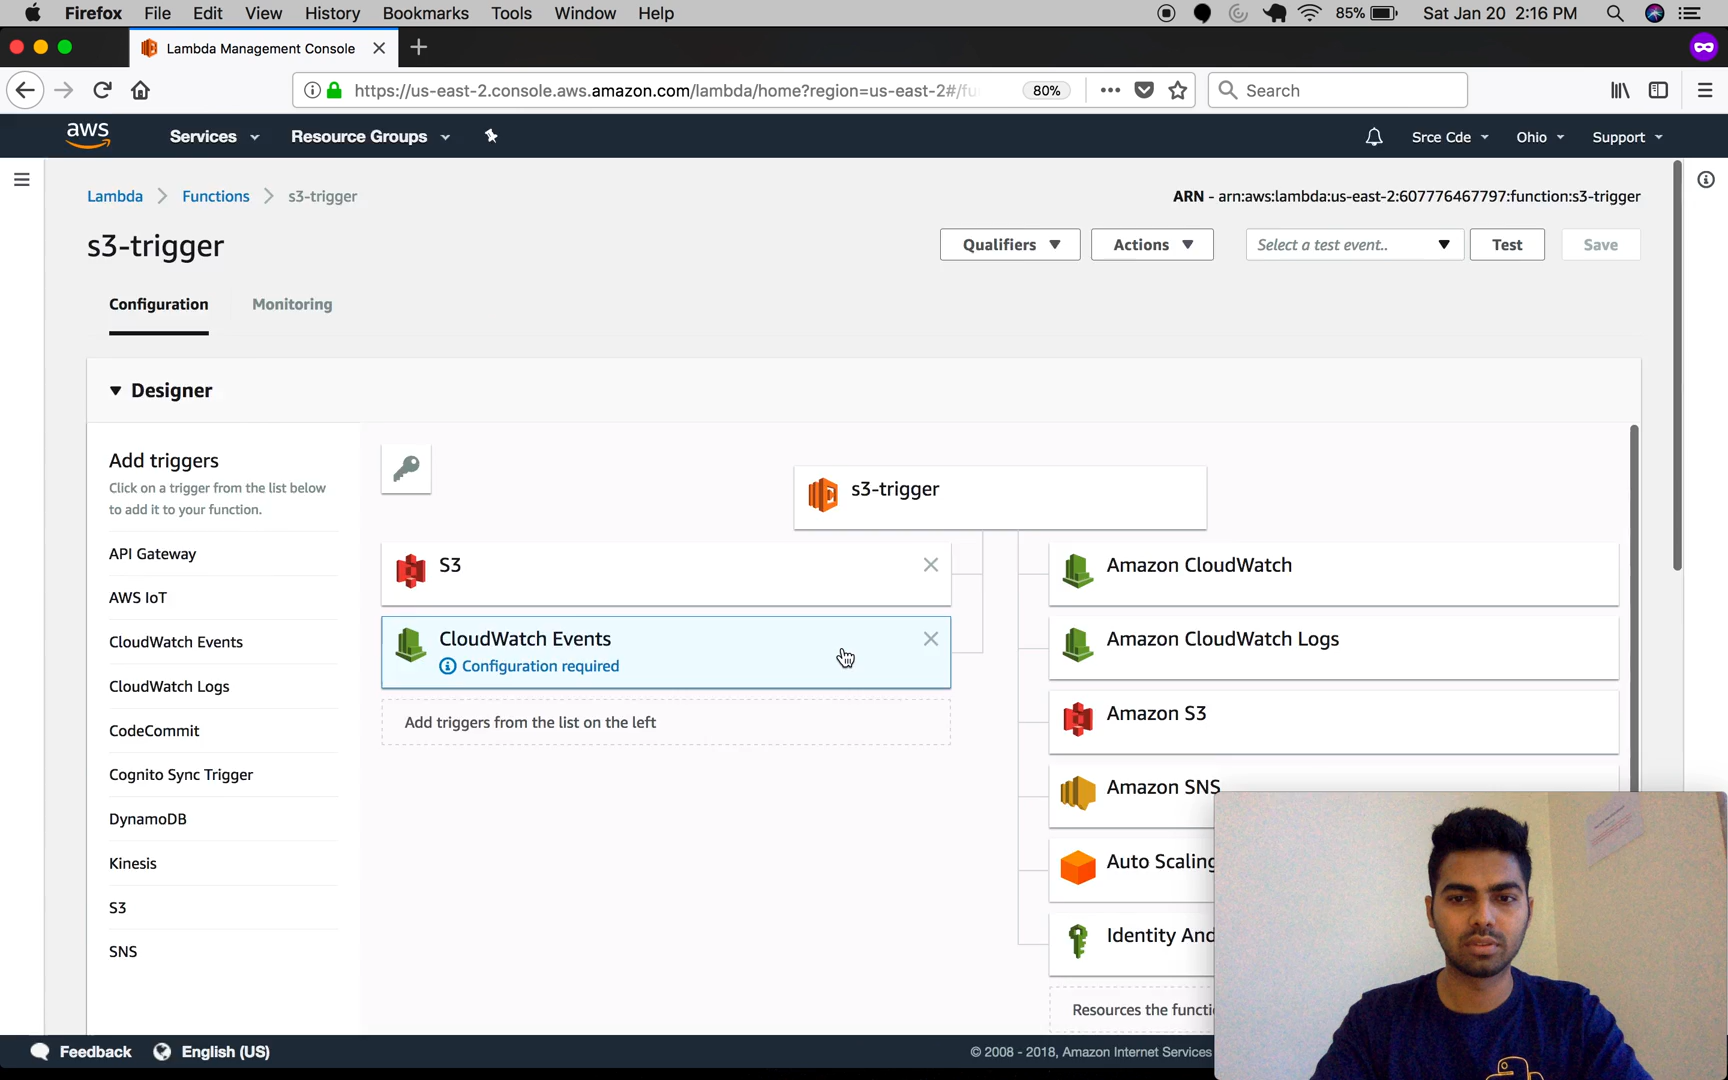 Firefox File Edit View History Bookmarks Tools Window Help 85% Sat Jan 20 2:16 PM
Lambda Management Console
https://us-east-2.console.aws.amazon.com/lambda/home?region=us-east-2#/fu 80% Search
aws Services Resource Groups Srce Cde Ohio Support
Lambda Functions s3-trigger ARN - arn:aws:lambda:us-east-2:607776467797:function:s3-trigger
s3-trigger Qualifiers Actions Select a test event.. Test Save
Configuration Monitoring
Designer
Add triggers
Click on a trigger from the list below
to add it to your function.
API Gateway
AWS IoT
CloudWatch Events
CloudWatch Logs
CodeCommit
Cognito Sync Trigger
DynamoDB
Kinesis
S3
SNS
s3-trigger
S3
CloudWatch Events
Configuration required
Add triggers from the list on the left
Amazon CloudWatch
Amazon CloudWatch Logs
Amazon S3
Amazon SNS
Auto Scaling
Identity And
Resources the functi
Feedback English (US) © 2008 - 2018, Amazon Internet Services